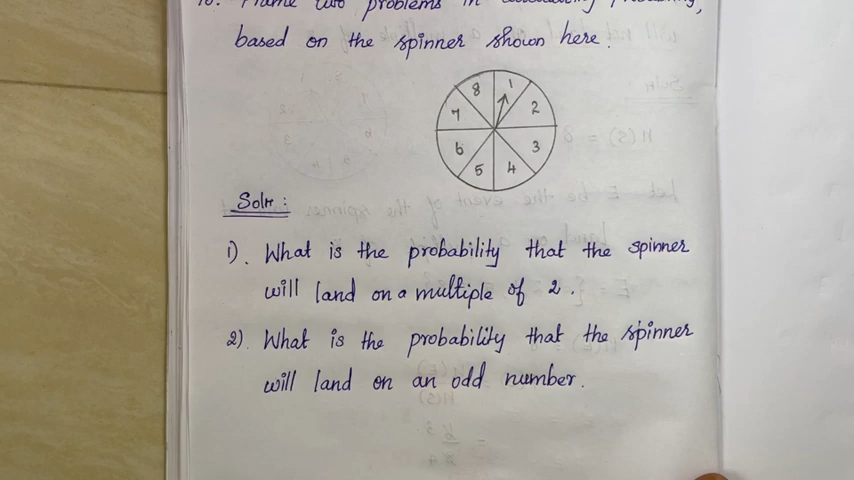 two problems in
based on the spinner shown here.
8 1
7 2
6 3
5 4
Soln :
1). What is the probability that the spinner
will land on a multiple of 2.
2). What is the probability that the spinner
will land on an odd number.